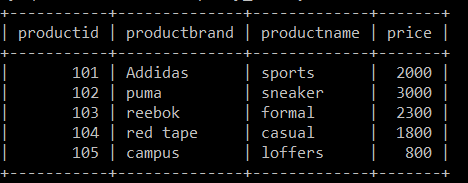 +-----------+--------------+-------------+-------+
| productid | productbrand | productname | price |
+-----------+--------------+-------------+-------+
| 101 | Addidas | sports | 2000 |
| 102 | puma | sneaker | 3000 |
| 103 | reebok | formal | 2300 |
| 104 | red tape | casual | 1800 |
| 105 | campus | loffers | 800 |
+-----------+--------------+-------------+-------+